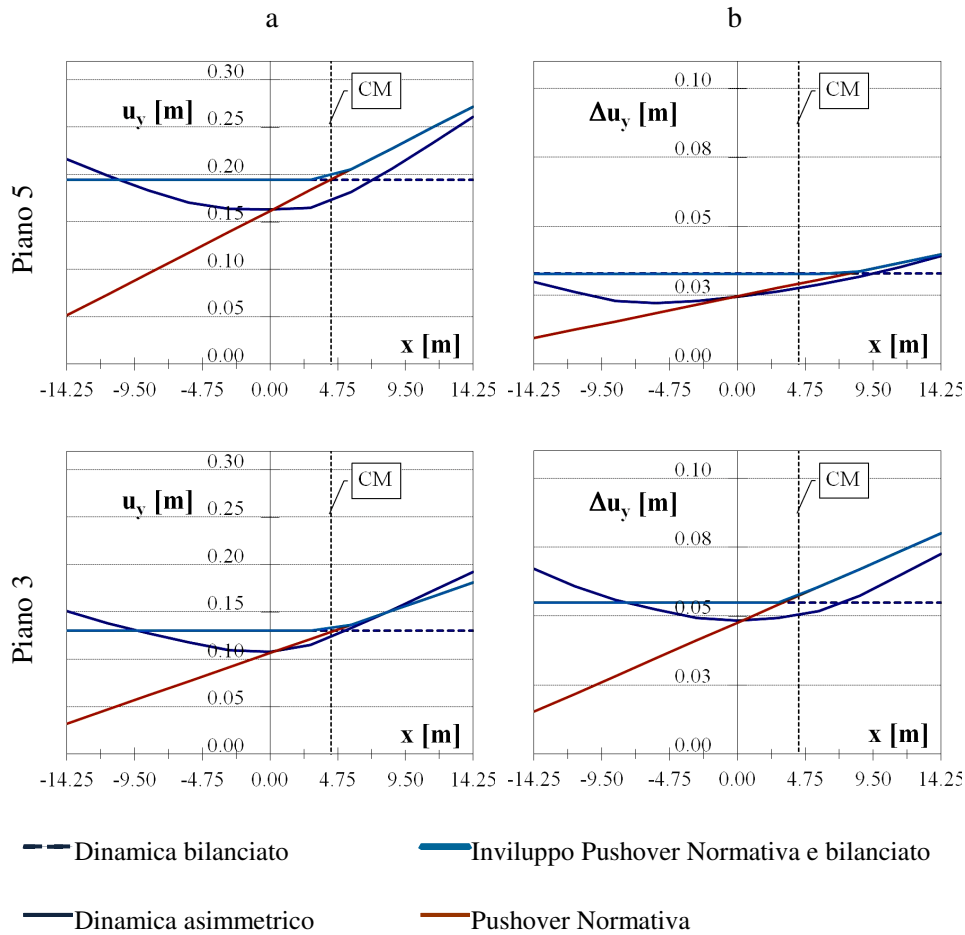 a
b
Piano 5
0.30
0.25
0.20
0.15
0.10
0.05
0.00
u_y [m]
CM
x [m]
-14.25 -9.50 -4.75 0.00 4.75 9.50 14.25
0.10
0.08
0.05
0.03
0.00
Δu_y [m]
CM
x [m]
-14.25 -9.50 -4.75 0.00 4.75 9.50 14.25
Piano 3
0.30
0.25
0.20
0.15
0.10
0.05
0.00
u_y [m]
CM
x [m]
-14.25 -9.50 -4.75 0.00 4.75 9.50 14.25
0.10
0.08
0.05
0.03
0.00
Δu_y [m]
CM
x [m]
-14.25 -9.50 -4.75 0.00 4.75 9.50 14.25
Dinamica bilanciato
Inviluppo Pushover Normativa e bilanciato
Dinamica asimmetrico
Pushover Normativa